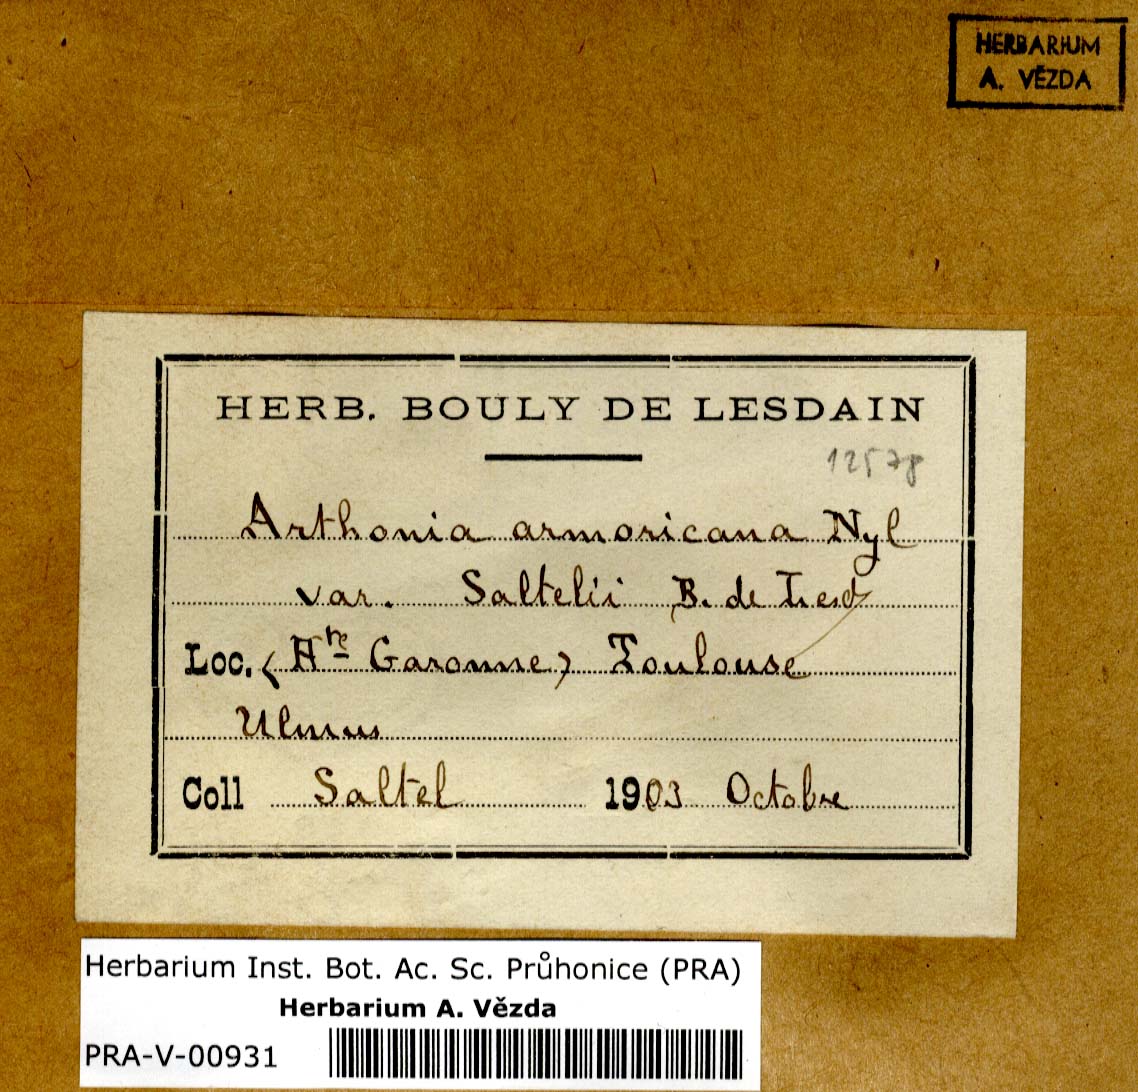 HERBARIUM
A. VĚZDA
HERB. BOULY DE LESDAIN
12578
Arthonia armoricana Nyl
var. Saltelii B. de Lesd
Loc. (Hte Garonne) Toulouse
Ulmus
Coll Saltel 1903 Octobre
Herbarium Inst. Bot. Ac. Sc. Průhonice (PRA)
Herbarium A. Vězda
PRA-V-00931